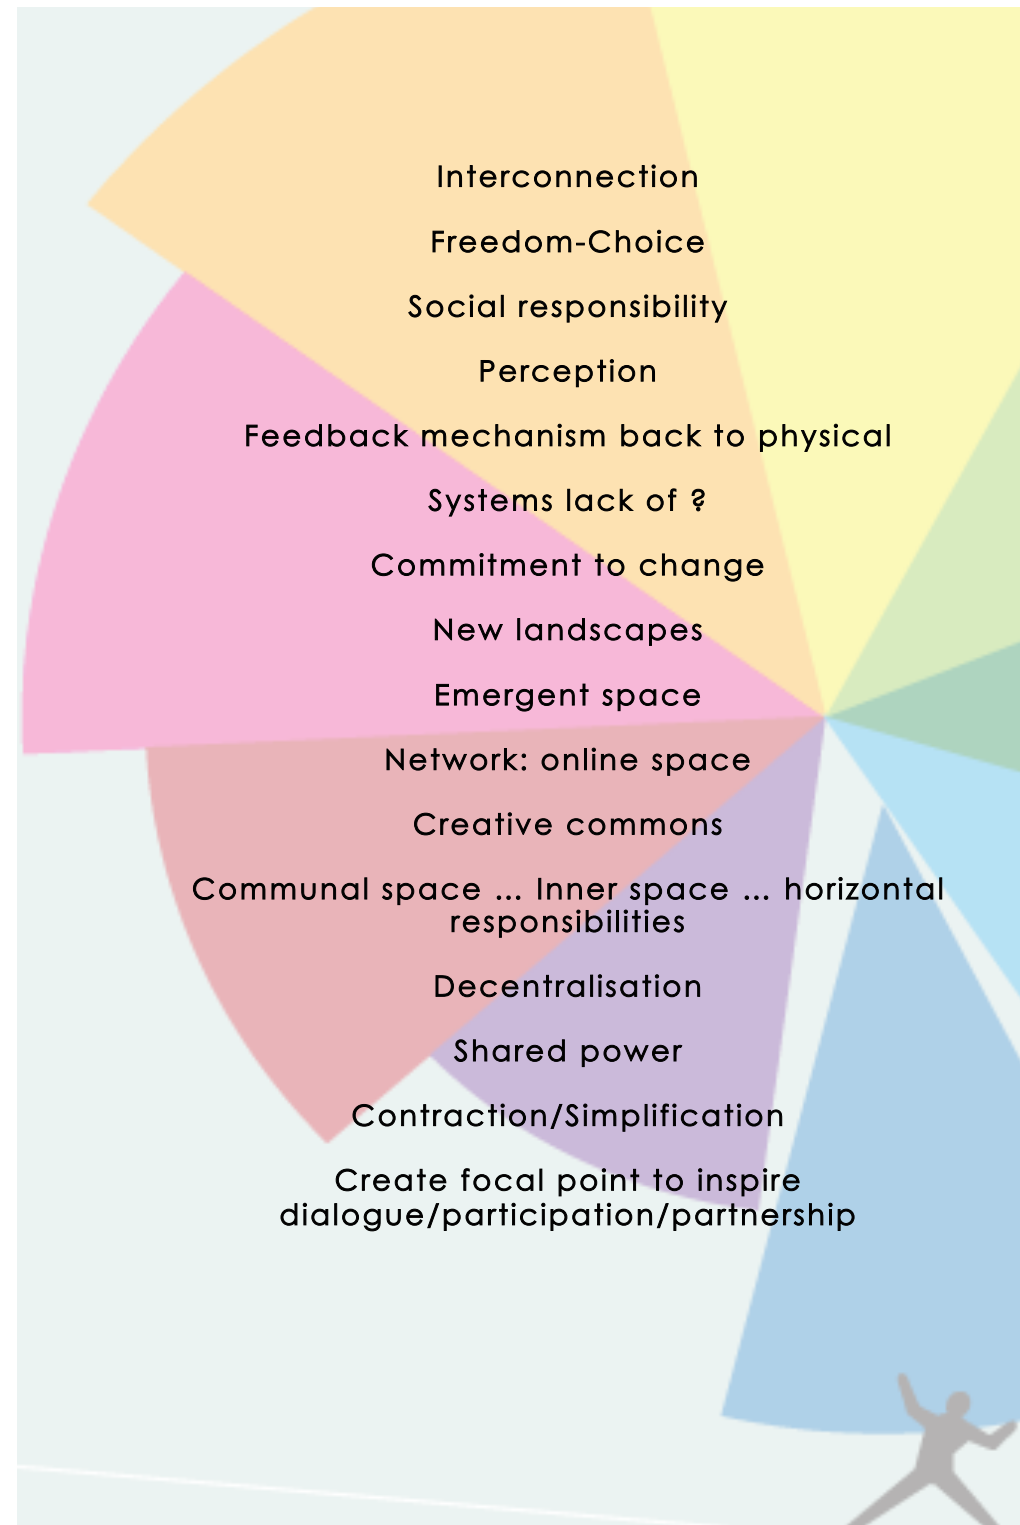 Interconnection
Freedom-Choice
Social responsibility
Perception
Feedback mechanism back to physical
Systems lack of ?
Commitment to change
New landscapes
Emergent space
Network: online space
Creative commons
Communal space ... Inner space ... horizontal
responsibilities
Decentralisation
Shared power
Contraction/Simplification
Create focal point to inspire
dialogue/participation/partnership